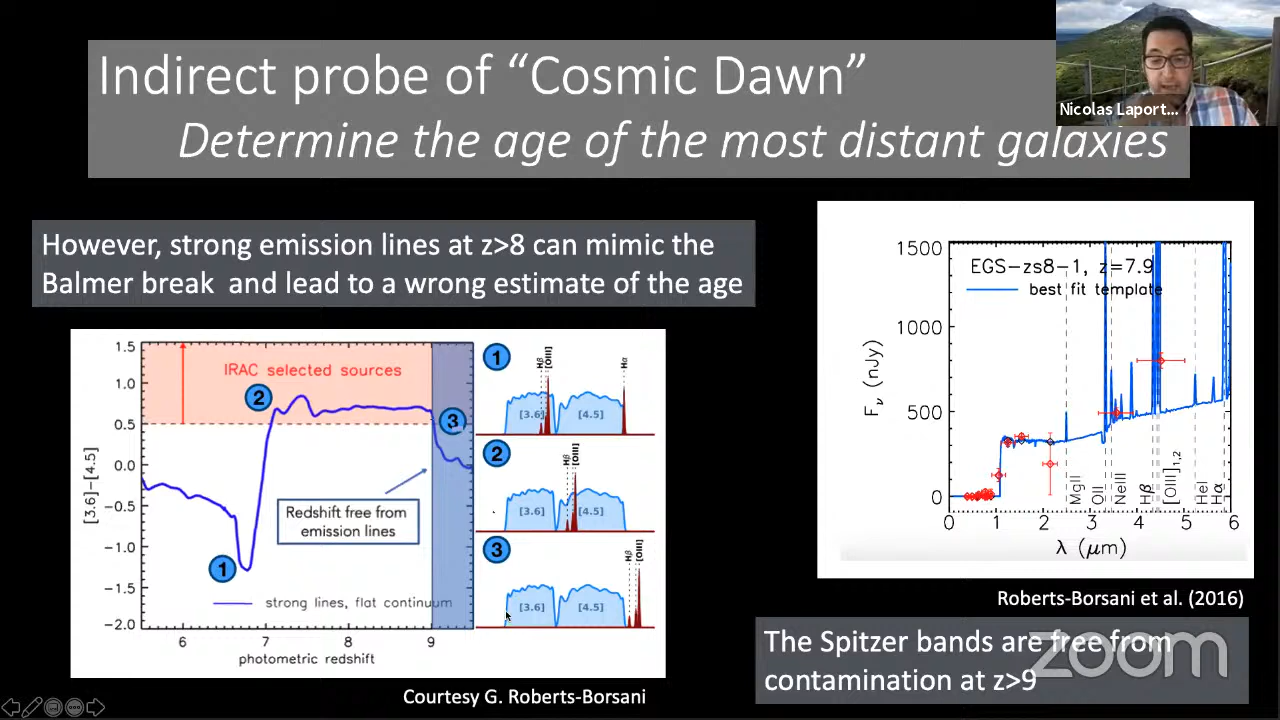 Indirect probe of “Cosmic Dawn”
Determine the age of the most distant galaxies
Nicolas Laport...
However, strong emission lines at z>8 can mimic the
Balmer break and lead to a wrong estimate of the age
1.5
1.0
0.5
0.0
−0.5
−1.0
−1.5
−2.0
[3.6]−[4.5]
IRAC selected sources
2
3
Redshift free from
emission lines
1
strong lines, flat continuum
6
7
8
9
photometric redshift
1
Hβ
[OIII]
Hα
[3.6]
[4.5]
2
Hβ
[OIII]
[3.6]
[4.5]
3
Hβ
[OIII]
[3.6]
[4.5]
Courtesy G. Roberts-Borsani
1500
1000
500
0
Fν (nJy)
EGS−zs8−1, z=7.9
best fit template
MgII
OII
NeIII
Hβ
[OIII]1,2
HeI
Hα
0
1
2
3
4
5
6
λ (μm)
Roberts-Borsani et al. (2016)
The Spitzer bands are free from
contamination at z>9
zoom